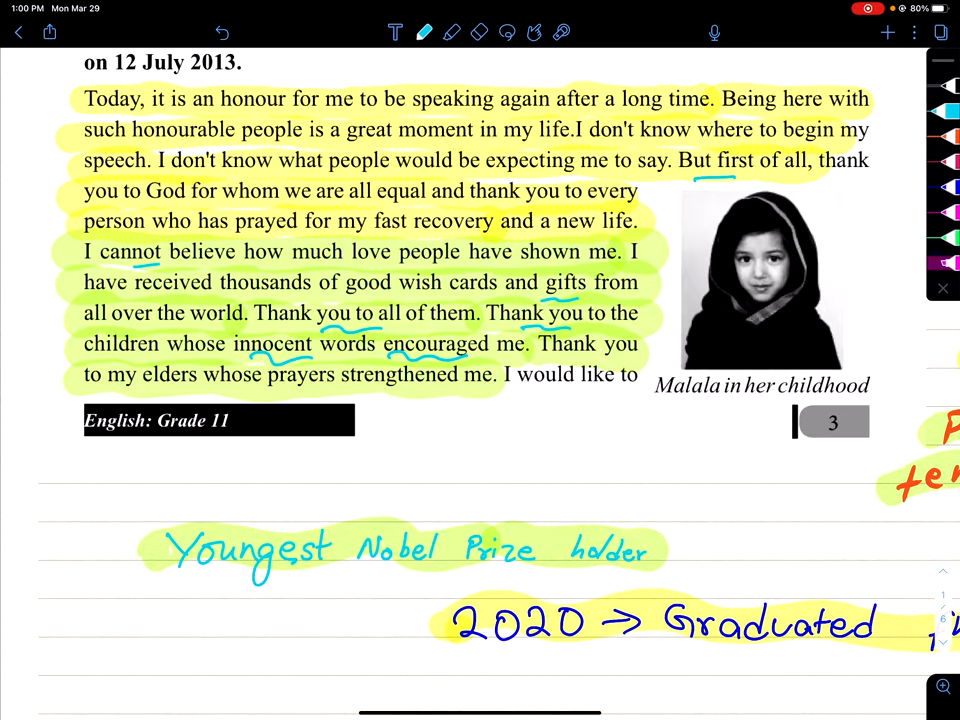 1:00 PM Mon Mar 29
80%
on 12 July 2013.
Today, it is an honour for me to be speaking again after a long time. Being here with
such honourable people is a great moment in my life.I don't know where to begin my
speech. I don't know what people would be expecting me to say. But first of all, thank
you to God for whom we are all equal and thank you to every
person who has prayed for my fast recovery and a new life.
I cannot believe how much love people have shown me. I
have received thousands of good wish cards and gifts from
all over the world. Thank you to all of them. Thank you to the
children whose innocent words encouraged me. Thank you
to my elders whose prayers strengthened me. I would like to
Malala in her childhood
English: Grade 11
3
P
ten
Youngest Nobel Prize holder
2020 → Graduated
1
/
6